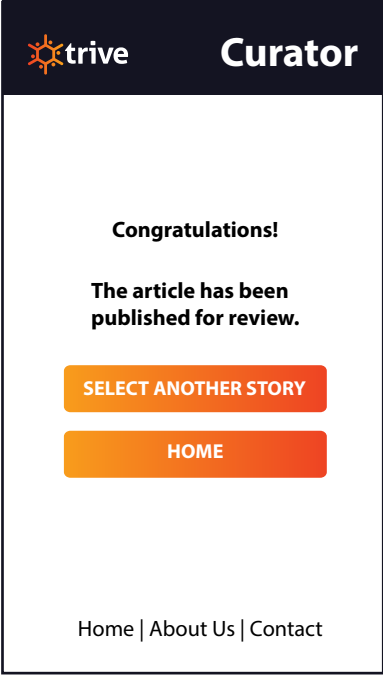 trive
Curator
Congratulations!
The article has been
published for review.
SELECT ANOTHER STORY
HOME
Home | About Us | Contact